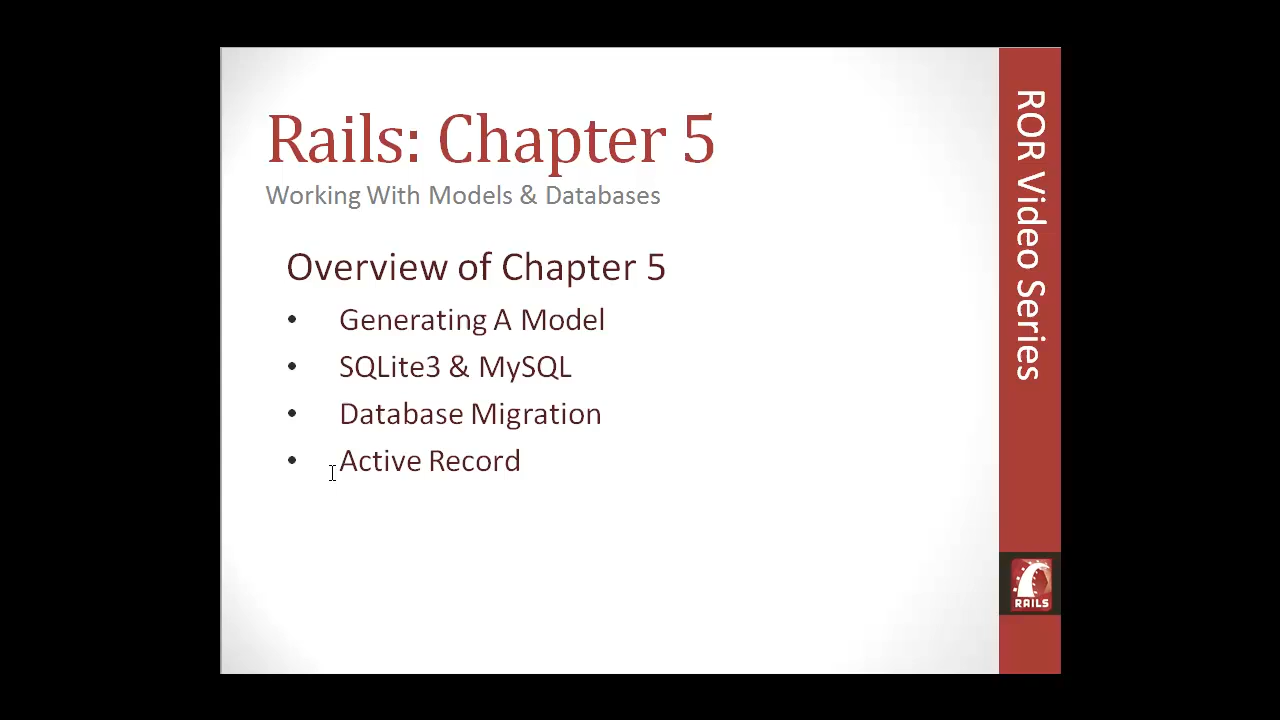 Rails: Chapter 5
Working With Models & Databases
Overview of Chapter 5
• Generating A Model
• SQLite3 & MySQL
• Database Migration
• Active Record
ROR Video Series
RAILS